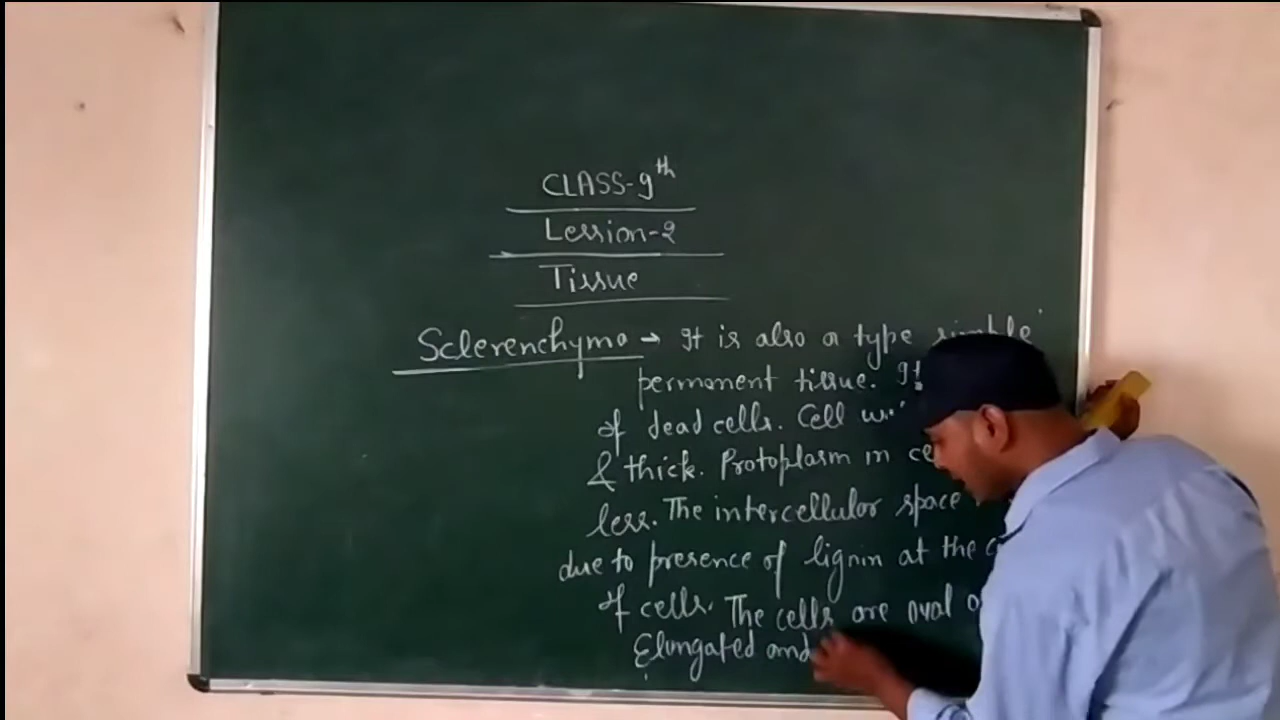 CLASS-9th
Lession-2
Tissue
Sclerenchyma → It is also a type simple
permanent tissue. It
of dead cells. Cell
& thick. Protoplasm in
less. The intercellular space
due to presence of lignin at the
of cells. The cells are oval
Elongated and